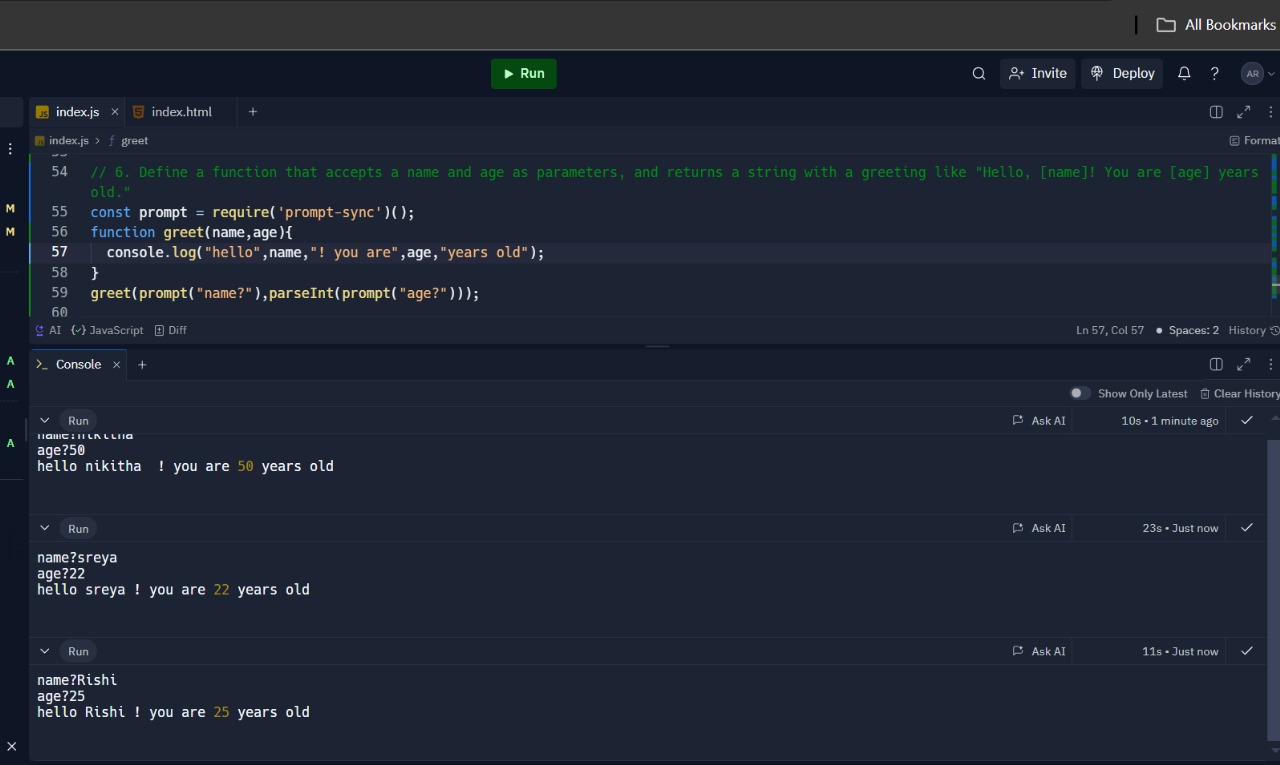 All Bookmarks
Run
Invite
Deploy
?
AR
JS index.js × index.html +
index.js > f greet
Format
54 // 6. Define a function that accepts a name and age as parameters, and returns a string with a greeting like "Hello, [name]! You are [age] years
old."
M
55 const prompt = require('prompt-sync')();
M
56 function greet(name,age){
57 console.log("hello",name,"! you are",age,"years old");
58 }
59 greet(prompt("name?"),parseInt(prompt("age?")));
60
AI {✓} JavaScript Diff
Ln 57, Col 57 • Spaces: 2 History
A
>_ Console × +
A
Show Only Latest Clear History
Run Ask AI 10s • 1 minute ago
name?nikitha
A
age?50
hello nikitha  ! you are 50 years old
Run Ask AI 23s • Just now
name?sreya
age?22
hello sreya ! you are 22 years old
Run Ask AI 11s • Just now
name?Rishi
age?25
hello Rishi ! you are 25 years old